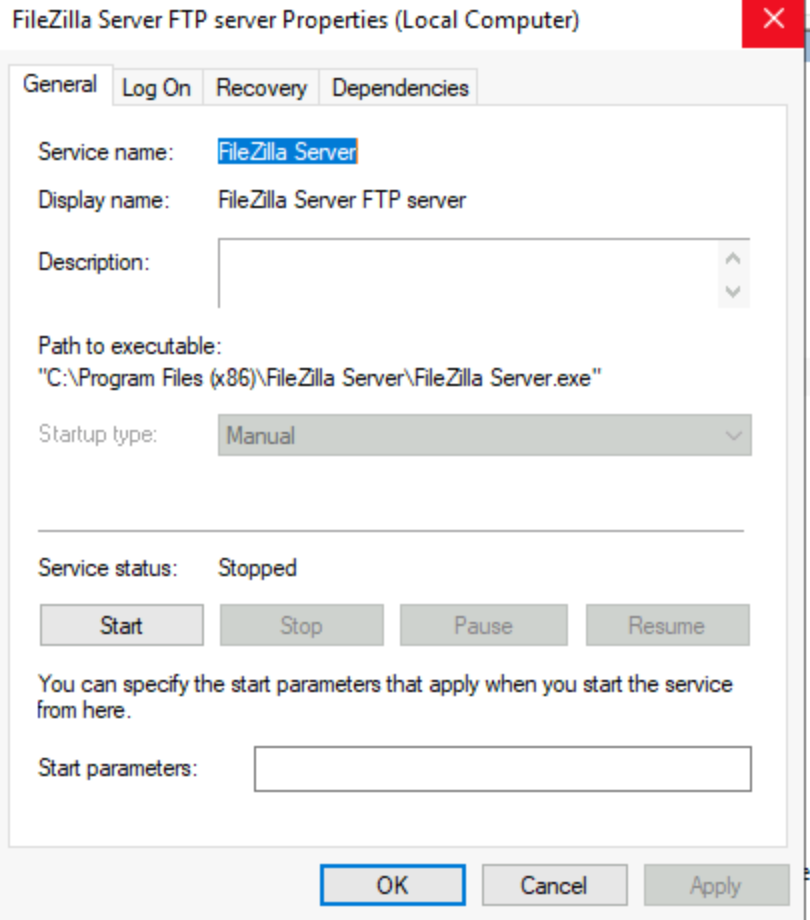 FileZilla Server FTP server Properties (Local Computer)
General Log On Recovery Dependencies
Service name: FileZilla Server
Display name: FileZilla Server FTP server
Description:
Path to executable:
"C:\Program Files (x86)\FileZilla Server\FileZilla Server.exe"
Startup type: Manual
Service status: Stopped
Start Stop Pause Resume
You can specify the start parameters that apply when you start the service
from here.
Start parameters:
OK Cancel Apply